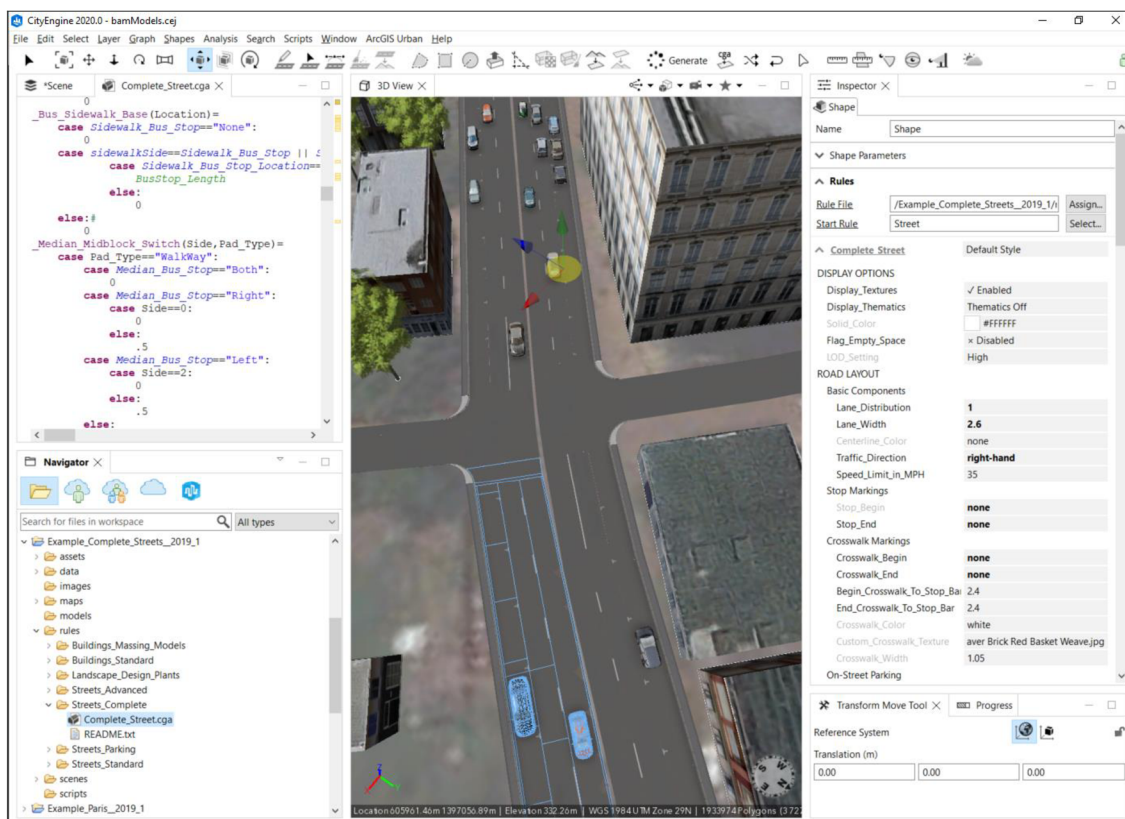 CityEngine 2020.0 - bamModels.cej
File Edit Select Layer Graph Shapes Analysis Search Scripts Window ArcGIS Urban Help
Generate
*Scene
Complete_Street.cga
0
_Bus_Sidewalk_Base(Location)=
case Sidewalk_Bus_Stop=="None":
0
case sidewalkSide==Sidewalk_Bus_Stop ||
case Sidewalk_Bus_Stop_Location==
BusStop_Length
else:
0
else:#
0
_Median_Midblock_Switch(Side,Pad_Type)=
case Pad_Type=="WalkWay":
case Median_Bus_Stop=="Both":
0
case Median_Bus_Stop=="Right":
case Side==0:
0
else:
.5
case Median_Bus_Stop=="Left":
case Side==2:
0
else:
.5
else:
Navigator
Search for files in workspace
All types
Example_Complete_Streets__2019_1
assets
data
images
maps
models
rules
Buildings_Massing_Models
Buildings_Standard
Landscape_Design_Plants
Streets_Advanced
Streets_Complete
Complete_Street.cga
README.txt
Streets_Parking
Streets_Standard
scenes
scripts
Example_Paris__2019_1
3D View
Location 605961.46m 1397056.89m | Elevation 332.26m | WGS 1984 UTM Zone 29N | 1933974 Polygons (3727
Inspector
Shape
Name Shape
Shape Parameters
Rules
Rule File /Example_Complete_Streets__2019_1/ Assign...
Start Rule Street Select...
Complete Street Default Style
DISPLAY OPTIONS
Display_Textures ✓ Enabled
Display_Thematics Thematics Off
Solid_Color #FFFFFF
Flag_Empty_Space × Disabled
LOD_Setting High
ROAD LAYOUT
Basic Components
Lane_Distribution 1
Lane_Width 2.6
Centerline_Color none
Traffic_Direction right-hand
Speed_Limit_in_MPH 35
Stop Markings
Stop_Begin none
Stop_End none
Crosswalk Markings
Crosswalk_Begin none
Crosswalk_End none
Begin_Crosswalk_To_Stop_Bar 2.4
End_Crosswalk_To_Stop_Bar 2.4
Crosswalk_Color white
Custom_Crosswalk_Texture aver Brick Red Basket Weave.jpg
Crosswalk_Width 1.05
On-Street Parking
Transform Move Tool
Progress
Reference System
Translation (m)
0.00 0.00 0.00